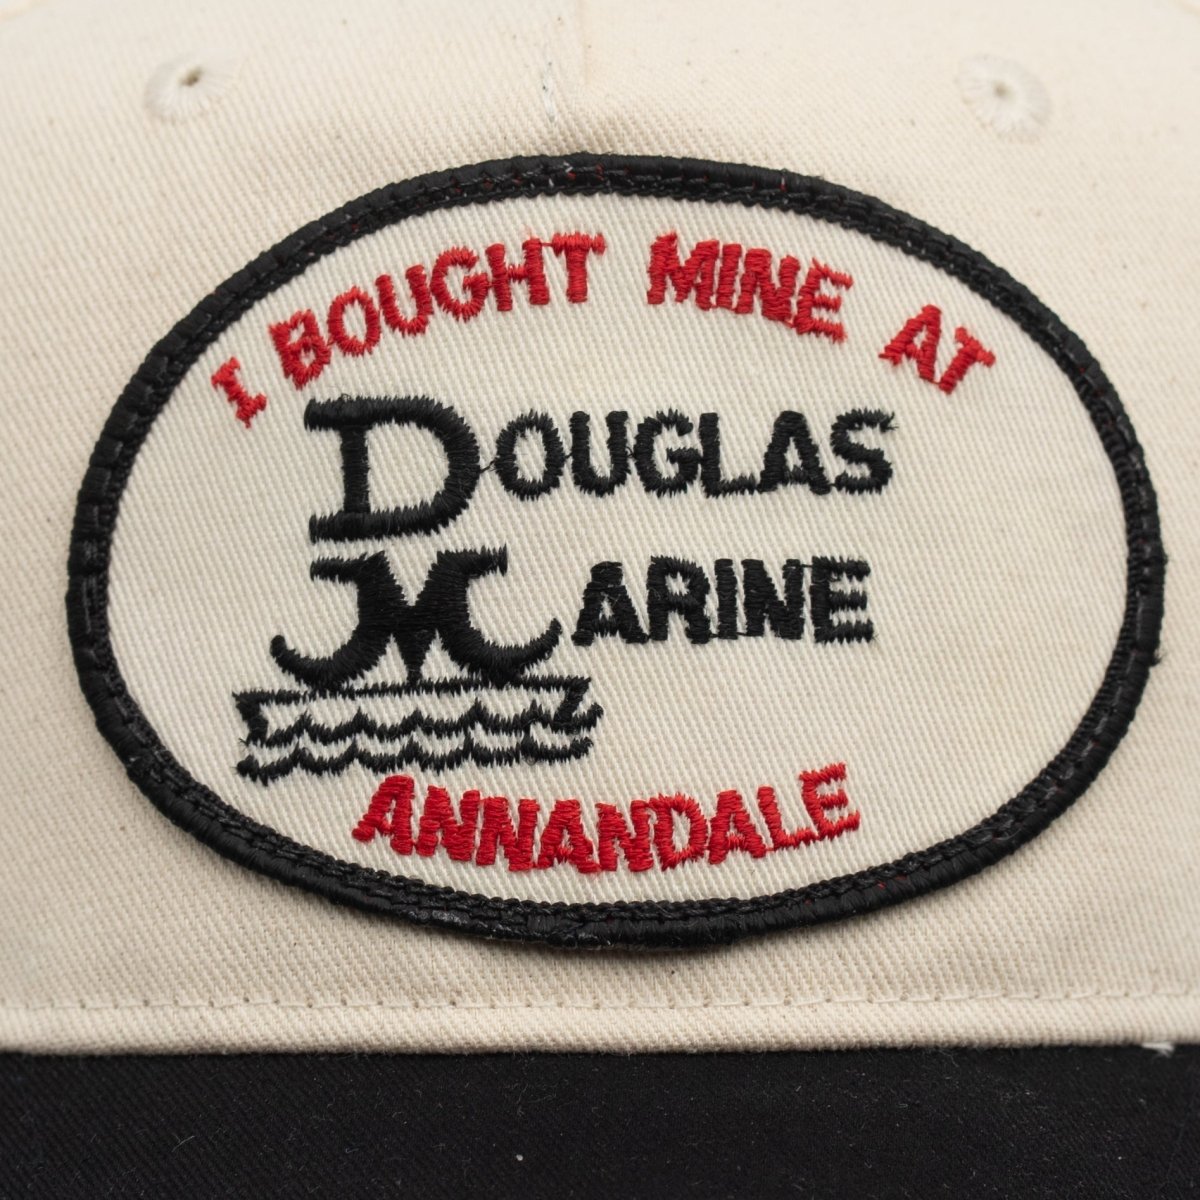 I BOUGHT MINE AT
DOUGLAS
MARINE
ANNANDALE